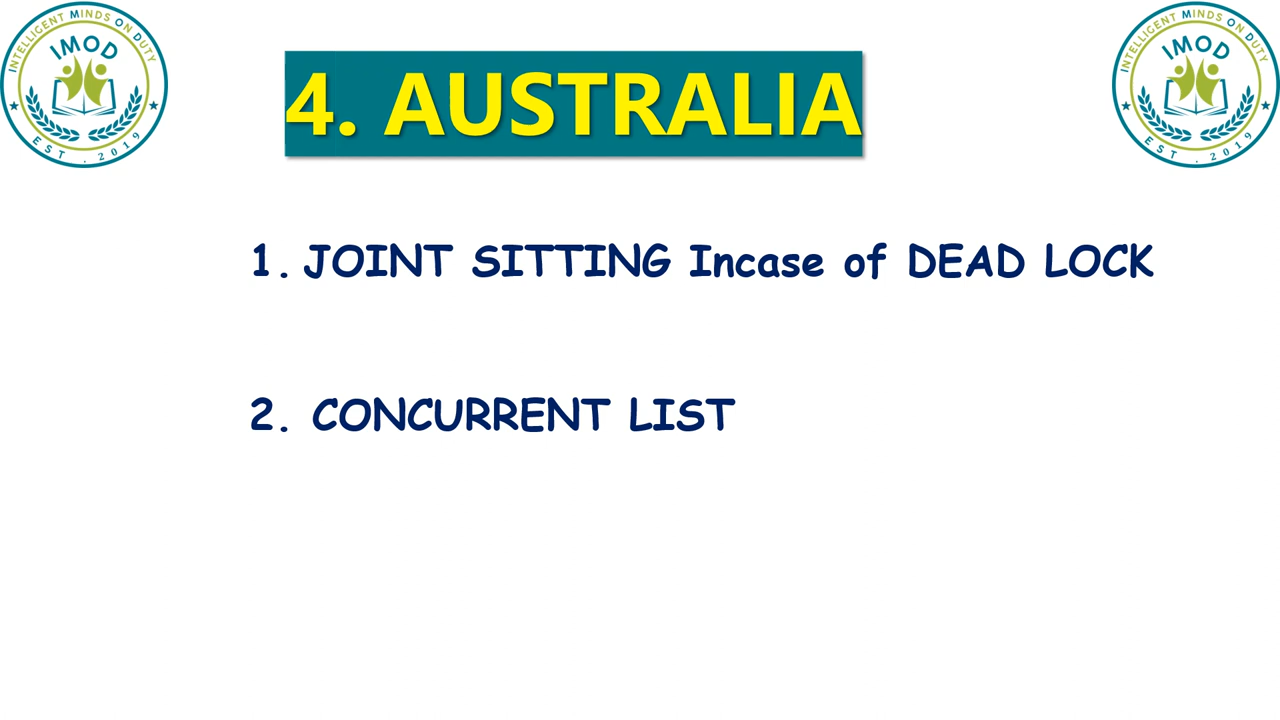 INTELLIGENT MINDS ON DUTY
IMOD
EST . 2019
INTELLIGENT MINDS ON DUTY
IMOD
EST . 2019
4. AUSTRALIA
1. JOINT SITTING Incase of DEAD LOCK
2. CONCURRENT LIST